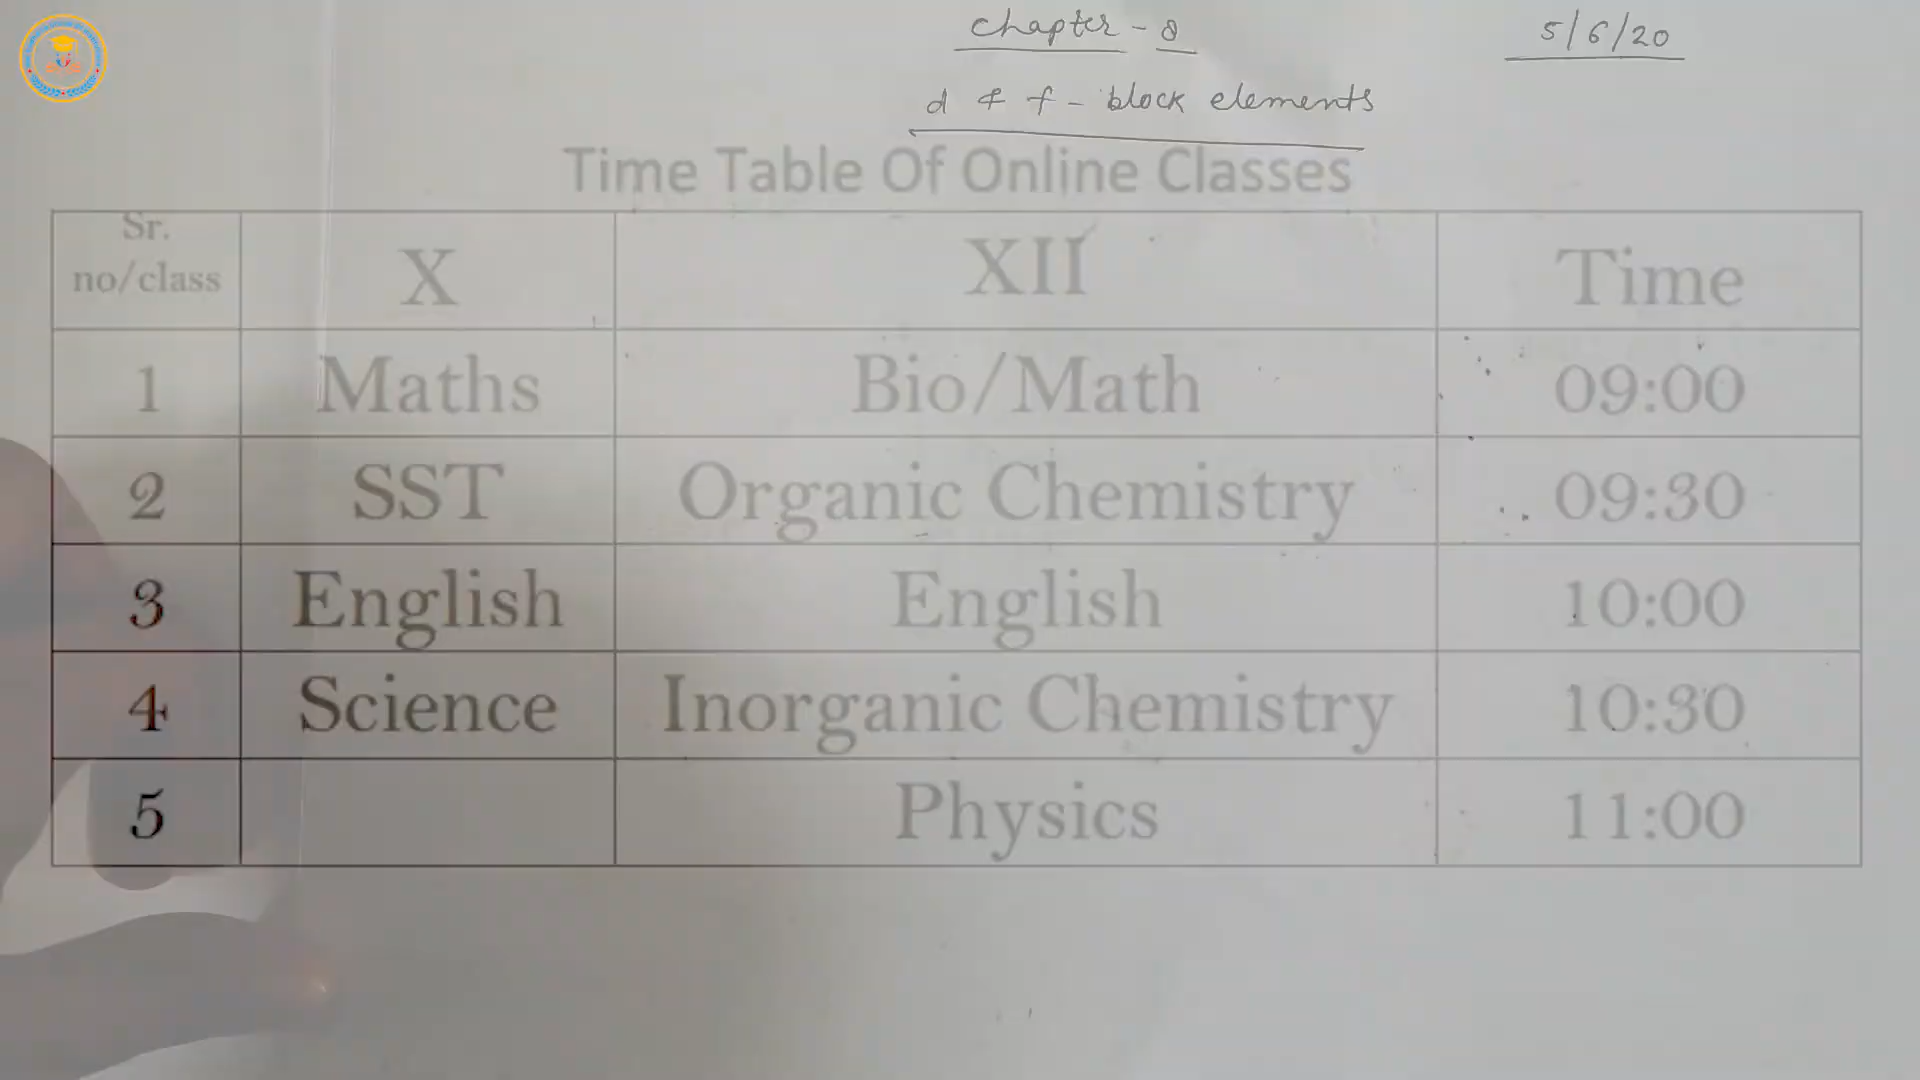 Chapter - 8
5/6/20
d & f - block elements
Time Table Of Online Classes
Sr. no/class X XII Time
1 Maths Bio/Math 09:00
2 SST Organic Chemistry 09:30
3 English English 10:00
4 Science Inorganic Chemistry 10:30
5 Physics 11:00